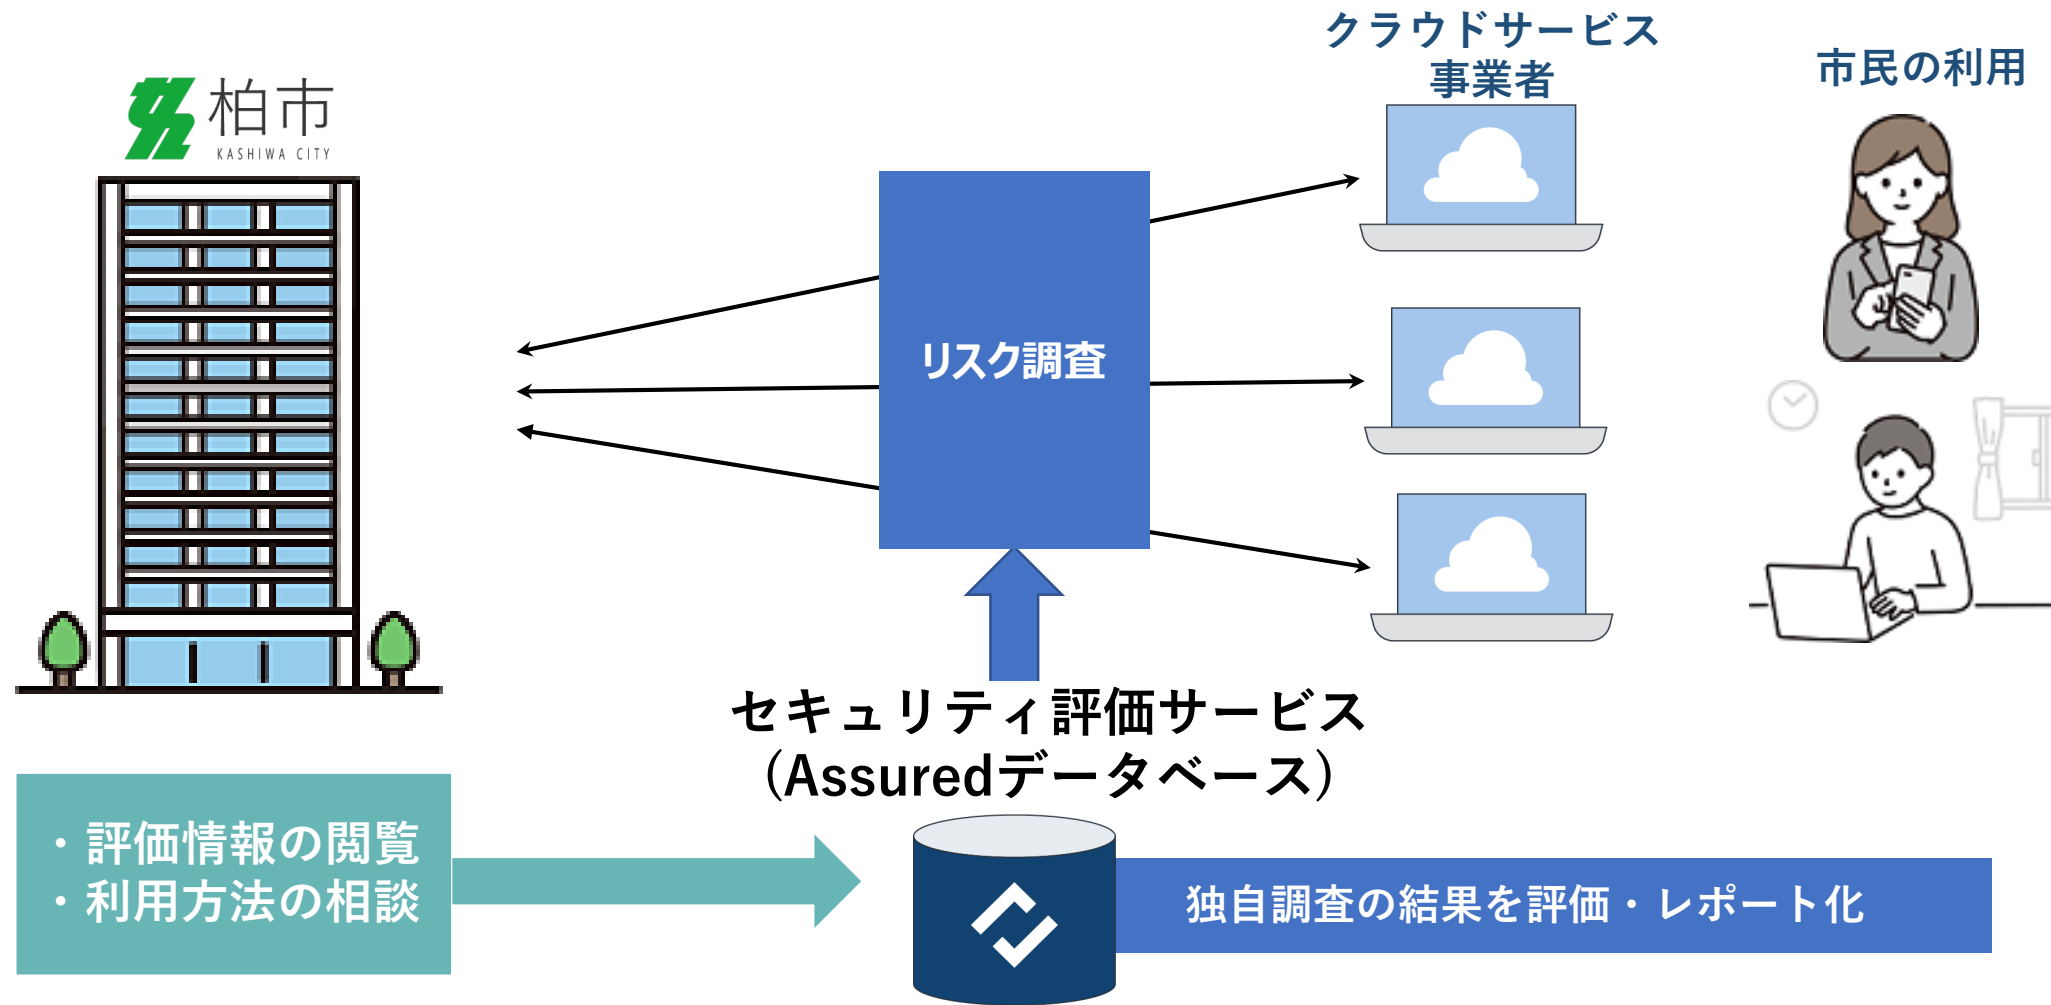 柏市
KASHIWA CITY
クラウドサービス
事業者
市民の利用
リスク調査
セキュリティ評価サービス
（Assuredデータベース）
・評価情報の閲覧
・利用方法の相談
独自調査の結果を評価・レポート化